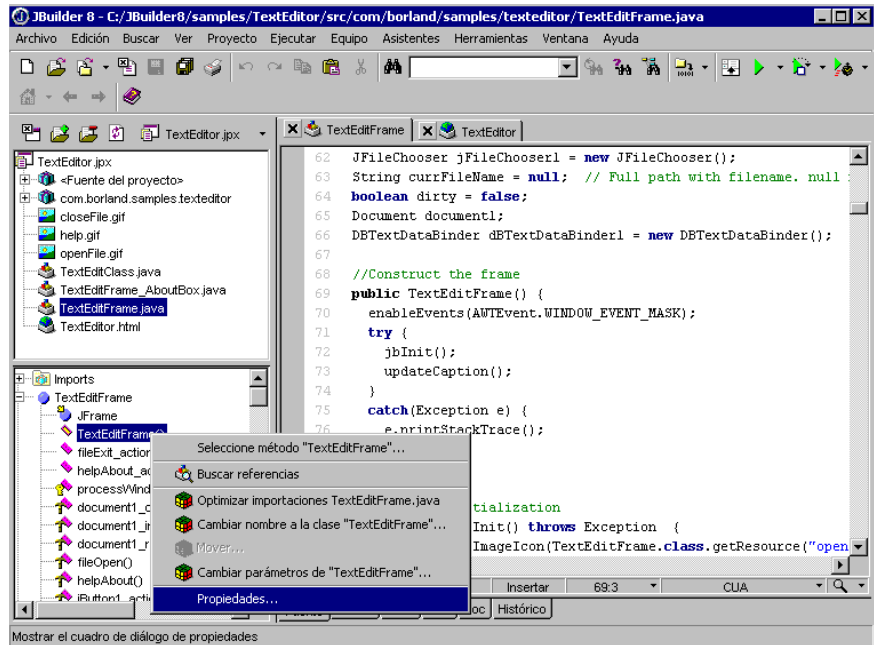 JBuilder 8 - C:/JBuilder8/samples/TextEditor/src/com/borland/samples/texteditor/TextEditFrame.java
Archivo Edición Buscar Ver Proyecto Ejecutar Equipo Asistentes Herramientas Ventana Ayuda
TextEditor.jpx
TextEditor.jpx
<Fuente del proyecto>
com.borland.samples.texteditor
closeFile.gif
help.gif
openFile.gif
TextEditClass.java
TextEditFrame_AboutBox.java
TextEditFrame.java
TextEditor.html
Imports
TextEditFrame
JFrame
TextEditFrame()
fileExit_action
helpAbout_ac
processWind
document1_c
document1_i
document1_r
fileOpen()
helpAbout()
jButton1_acti
TextEditFrame TextEditor
62 JFileChooser jFileChooser1 = new JFileChooser();
63 String currFileName = null; // Full path with filename. null
64 boolean dirty = false;
65 Document document1;
66 DBTextDataBinder dBTextDataBinder1 = new DBTextDataBinder();
67
68 //Construct the frame
69 public TextEditFrame() {
70 enableEvents(AWTEvent.WINDOW_EVENT_MASK);
71 try {
72 jbInit();
73 updateCaption();
74 }
75 catch(Exception e) {
76 e.printStackTrace();
tialization
Init() throws Exception {
ImageIcon(TextEditFrame.class.getResource("open
Seleccione método "TextEditFrame"...
Buscar referencias
Optimizar importaciones TextEditFrame.java
Cambiar nombre a la clase "TextEditFrame"...
Mover...
Cambiar parámetros de "TextEditFrame"...
Propiedades...
Insertar 69:3 CUA
oc Histórico
Mostrar el cuadro de diálogo de propiedades